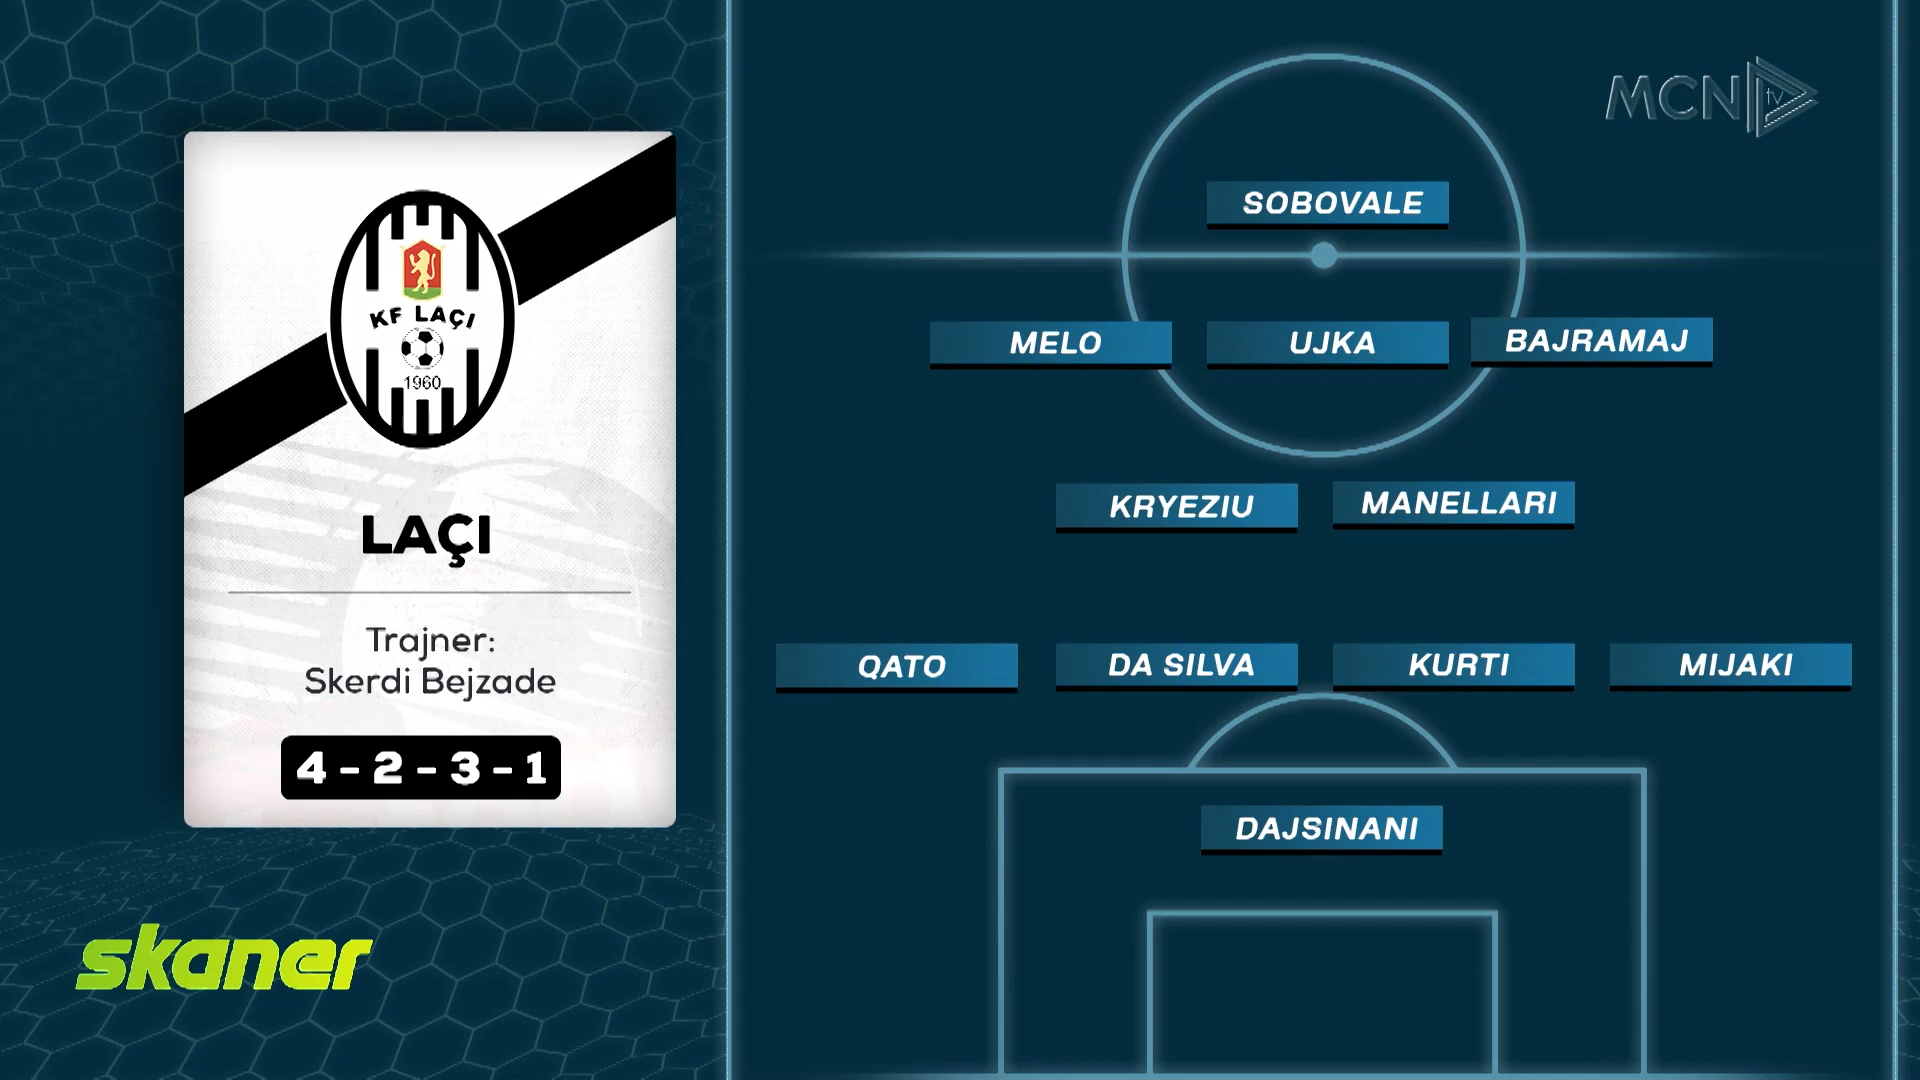 KF LAÇI
1960
LAÇI
Trajner:
Skerdi Bejzade
4 - 2 - 3 - 1
skaner
MCN tv
SOBOVALE
MELO
UJKA
BAJRAMAJ
KRYEZIU
MANELLARI
QATO
DA SILVA
KURTI
MIJAKI
DAJSINANI